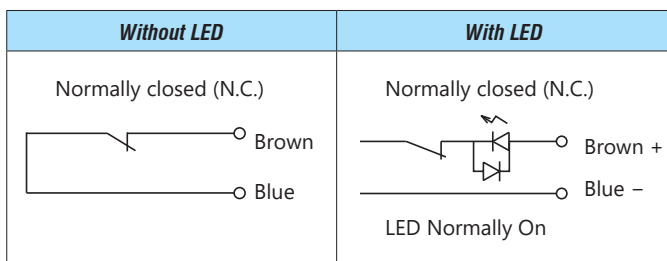 Without LED
With LED
Normally closed (N.C.)
Normally closed (N.C.)
Brown
Blue
Brown +
Blue −
LED Normally On